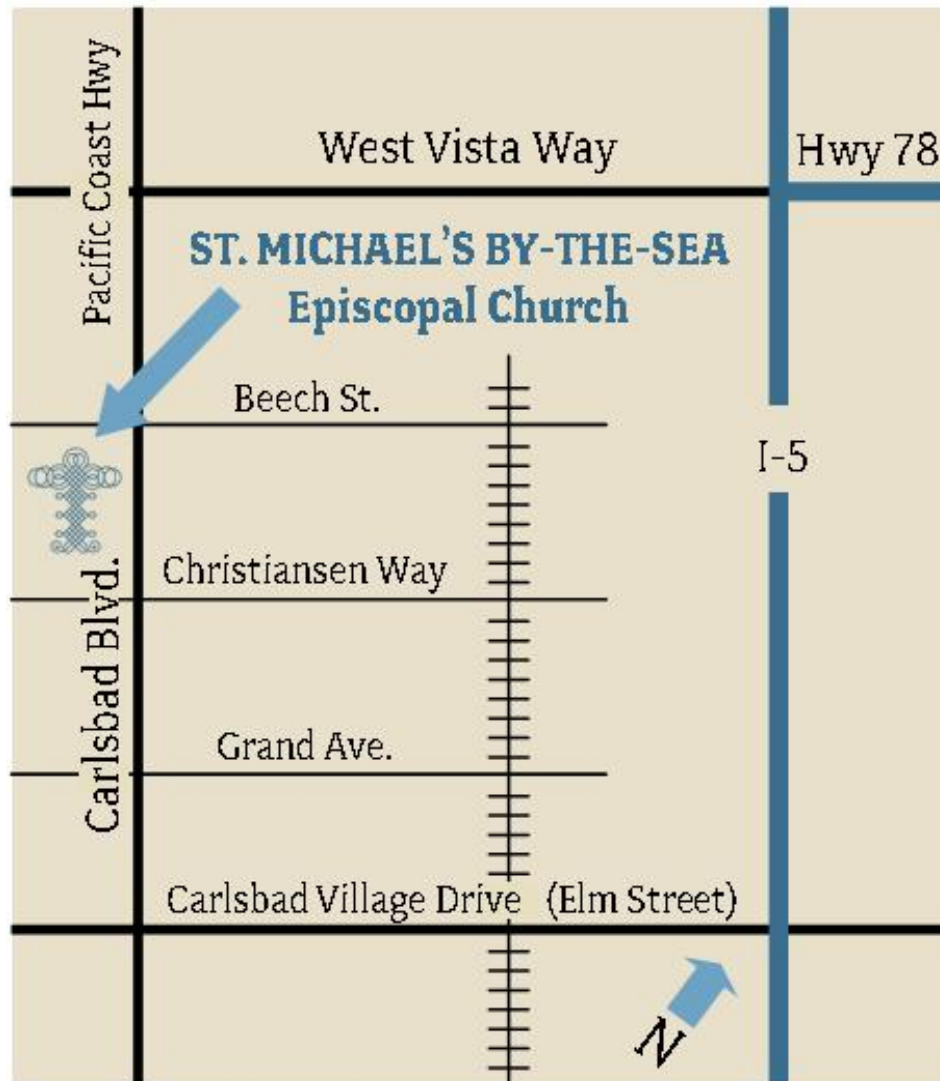 Pacific Coast Hwy
West Vista Way
Hwy 78
ST. MICHAEL'S BY-THE-SEA
Episcopal Church
Beech St.
I-5
Christiansen Way
Carlsbad Blvd.
Grand Ave.
Carlsbad Village Drive (Elm Street)
N